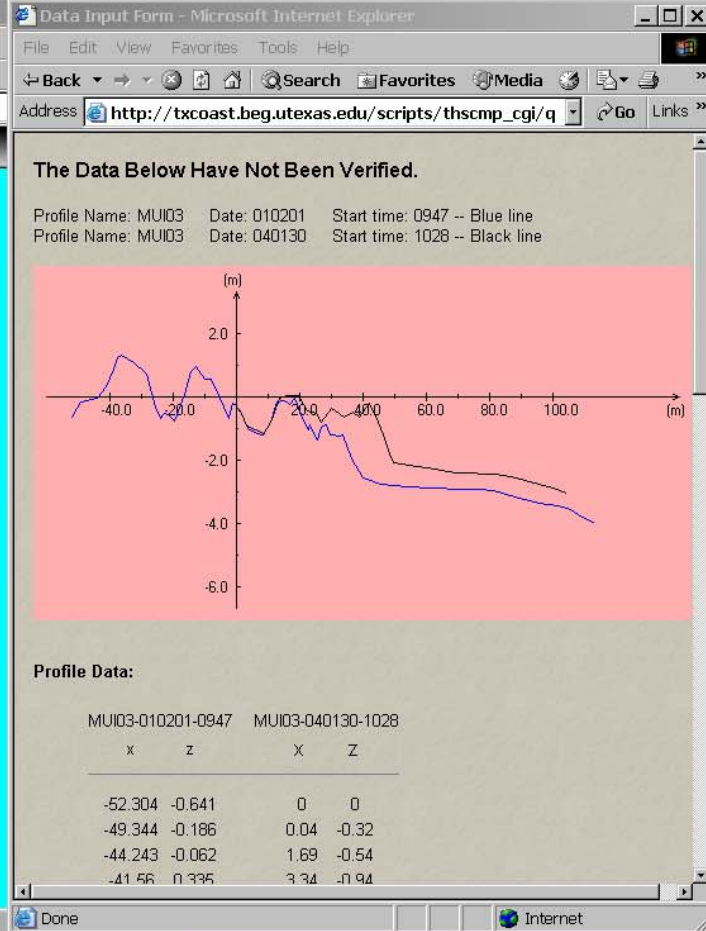 Data Input Form - Microsoft Internet Explorer
File Edit View Favorites Tools Help
Back Search Favorites Media »
Address http://txcoast.beg.utexas.edu/scripts/thscmp_cgi/q Go Links »
The Data Below Have Not Been Verified.
Profile Name: MUI03 Date: 010201 Start time: 0947 -- Blue line
Profile Name: MUI03 Date: 040130 Start time: 1028 -- Black line
(m)
2.0
-40.0 -20.0 20.0 40.0 60.0 80.0 100.0 (m)
-2.0
-4.0
-6.0
Profile Data:
MUI03-010201-0947 MUI03-040130-1028
x z X Z
-52.304 -0.641 0 0
-49.344 -0.186 0.04 -0.32
-44.243 -0.062 1.69 -0.54
-41.56 0.335 3.34 -0.94
Done Internet